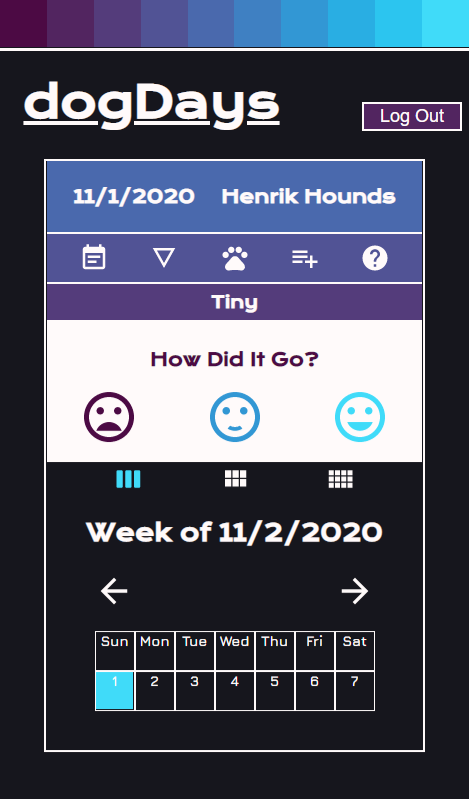 dogDays
Log Out
11/1/2020 Henrik Hounds
Tiny
How Did It Go?
Week of 11/2/2020
Sun Mon Tue Wed Thu Fri Sat
1 2 3 4 5 6 7